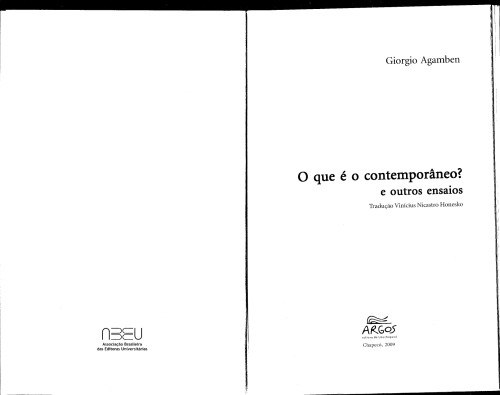 ABEU
Associação Brasileira
das Editoras Universitárias
Giorgio Agamben
O que é o contemporâneo?
e outros ensaios
Tradução Vinícius Nicastro Honesko
ARGOS
Chapecó, 2009